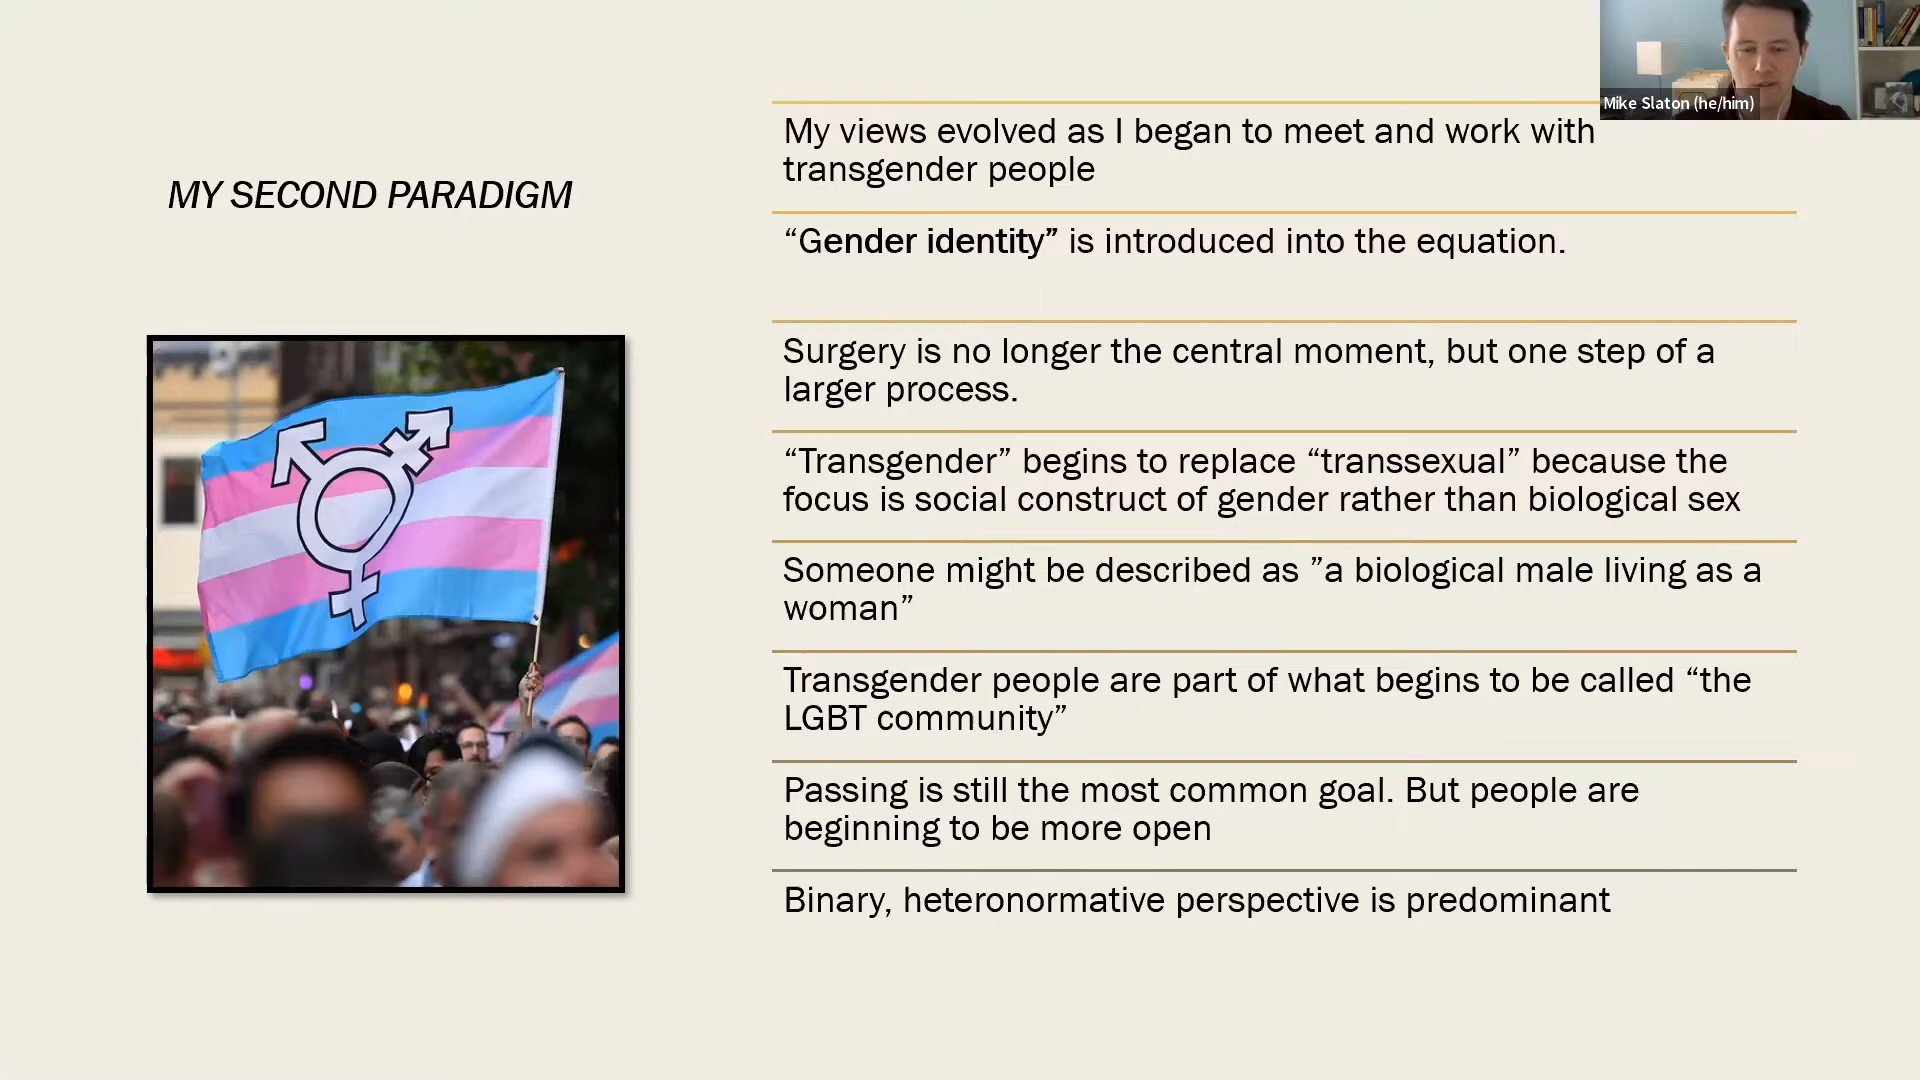 Mike Slaton (he/him)
MY SECOND PARADIGM
My views evolved as I began to meet and work with
transgender people
“Gender identity” is introduced into the equation.
Surgery is no longer the central moment, but one step of a
larger process.
“Transgender” begins to replace “transsexual” because the
focus is social construct of gender rather than biological sex
Someone might be described as ”a biological male living as a
woman”
Transgender people are part of what begins to be called “the
LGBT community”
Passing is still the most common goal. But people are
beginning to be more open
Binary, heteronormative perspective is predominant